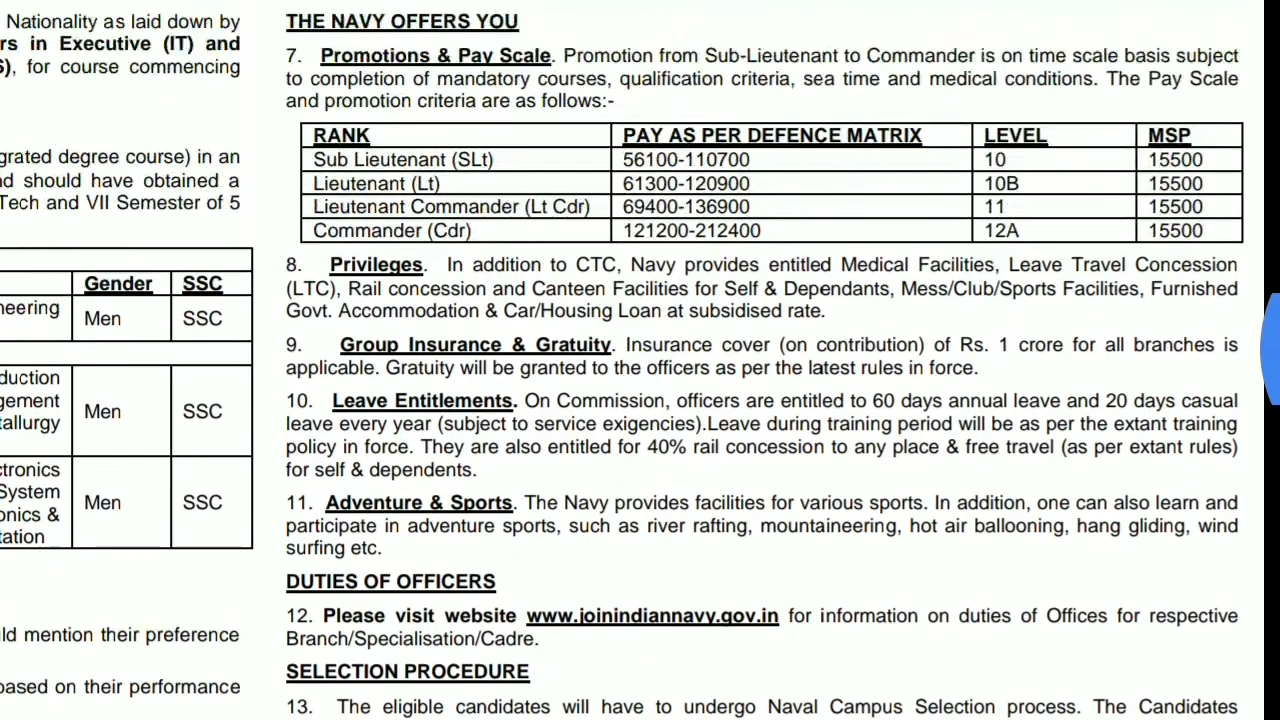 Nationality as laid down by
rs in Executive (IT) and
S), for course commencing
grated degree course) in an
nd should have obtained a
Tech and VII Semester of 5
Gender SSC
neering
Men SSC
duction
gement
tallurgy
Men SSC
ctronics
System
onics &
tation
Men SSC
uld mention their preference
based on their performance
THE NAVY OFFERS YOU
7. Promotions & Pay Scale. Promotion from Sub-Lieutenant to Commander is on time scale basis subject
to completion of mandatory courses, qualification criteria, sea time and medical conditions. The Pay Scale
and promotion criteria are as follows:-
RANK PAY AS PER DEFENCE MATRIX LEVEL MSP
Sub Lieutenant (SLt) 56100-110700 10 15500
Lieutenant (Lt) 61300-120900 10B 15500
Lieutenant Commander (Lt Cdr) 69400-136900 11 15500
Commander (Cdr) 121200-212400 12A 15500
8. Privileges. In addition to CTC, Navy provides entitled Medical Facilities, Leave Travel Concession
(LTC), Rail concession and Canteen Facilities for Self & Dependants, Mess/Club/Sports Facilities, Furnished
Govt. Accommodation & Car/Housing Loan at subsidised rate.
9. Group Insurance & Gratuity. Insurance cover (on contribution) of Rs. 1 crore for all branches is
applicable. Gratuity will be granted to the officers as per the latest rules in force.
10. Leave Entitlements. On Commission, officers are entitled to 60 days annual leave and 20 days casual
leave every year (subject to service exigencies).Leave during training period will be as per the extant training
policy in force. They are also entitled for 40% rail concession to any place & free travel (as per extant rules)
for self & dependents.
11. Adventure & Sports. The Navy provides facilities for various sports. In addition, one can also learn and
participate in adventure sports, such as river rafting, mountaineering, hot air ballooning, hang gliding, wind
surfing etc.
DUTIES OF OFFICERS
12. Please visit website www.joinindiannavy.gov.in for information on duties of Offices for respective
Branch/Specialisation/Cadre.
SELECTION PROCEDURE
13. The eligible candidates will have to undergo Naval Campus Selection process. The Candidates